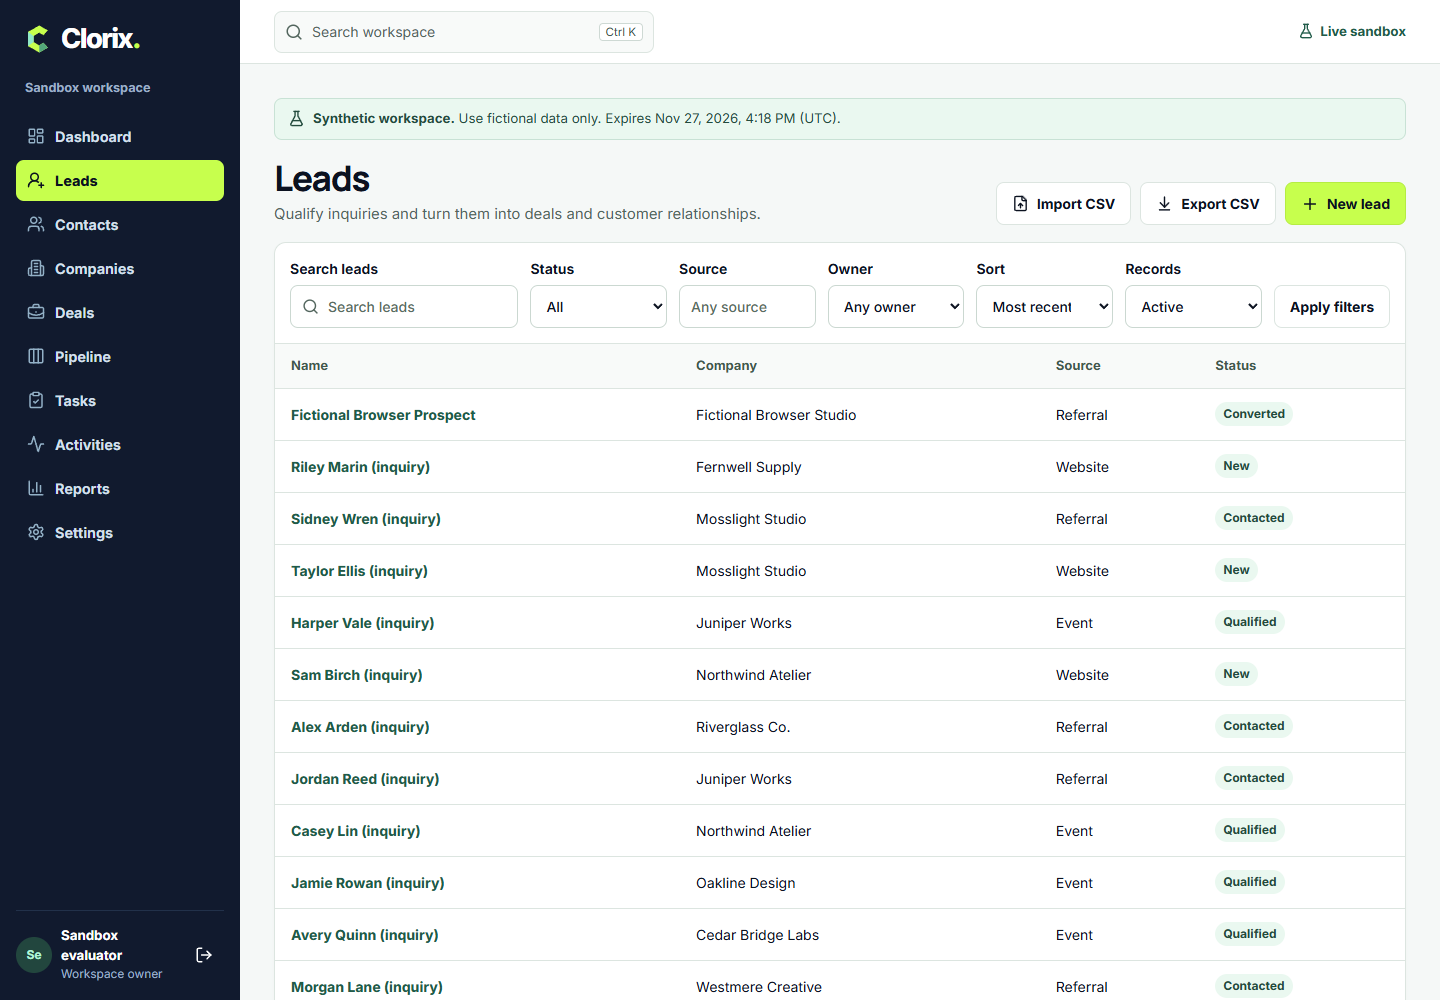 Clorix.
Sandbox workspace
Dashboard
Leads
Contacts
Companies
Deals
Pipeline
Tasks
Activities
Reports
Settings
Se
Sandbox
evaluator
Workspace owner
Search workspace Ctrl K
Live sandbox
Synthetic workspace. Use fictional data only. Expires Nov 27, 2026, 4:18 PM (UTC).
Leads
Qualify inquiries and turn them into deals and customer relationships.
Import CSV Export CSV New lead
Search leads Status Source Owner Sort Records
Search leads All Any source Any owner Most recent Active Apply filters
Name Company Source Status
Fictional Browser Prospect Fictional Browser Studio Referral Converted
Riley Marin (inquiry) Fernwell Supply Website New
Sidney Wren (inquiry) Mosslight Studio Referral Contacted
Taylor Ellis (inquiry) Mosslight Studio Website New
Harper Vale (inquiry) Juniper Works Event Qualified
Sam Birch (inquiry) Northwind Atelier Website New
Alex Arden (inquiry) Riverglass Co. Referral Contacted
Jordan Reed (inquiry) Juniper Works Referral Contacted
Casey Lin (inquiry) Northwind Atelier Event Qualified
Jamie Rowan (inquiry) Oakline Design Event Qualified
Avery Quinn (inquiry) Cedar Bridge Labs Event Qualified
Morgan Lane (inquiry) Westmere Creative Referral Contacted